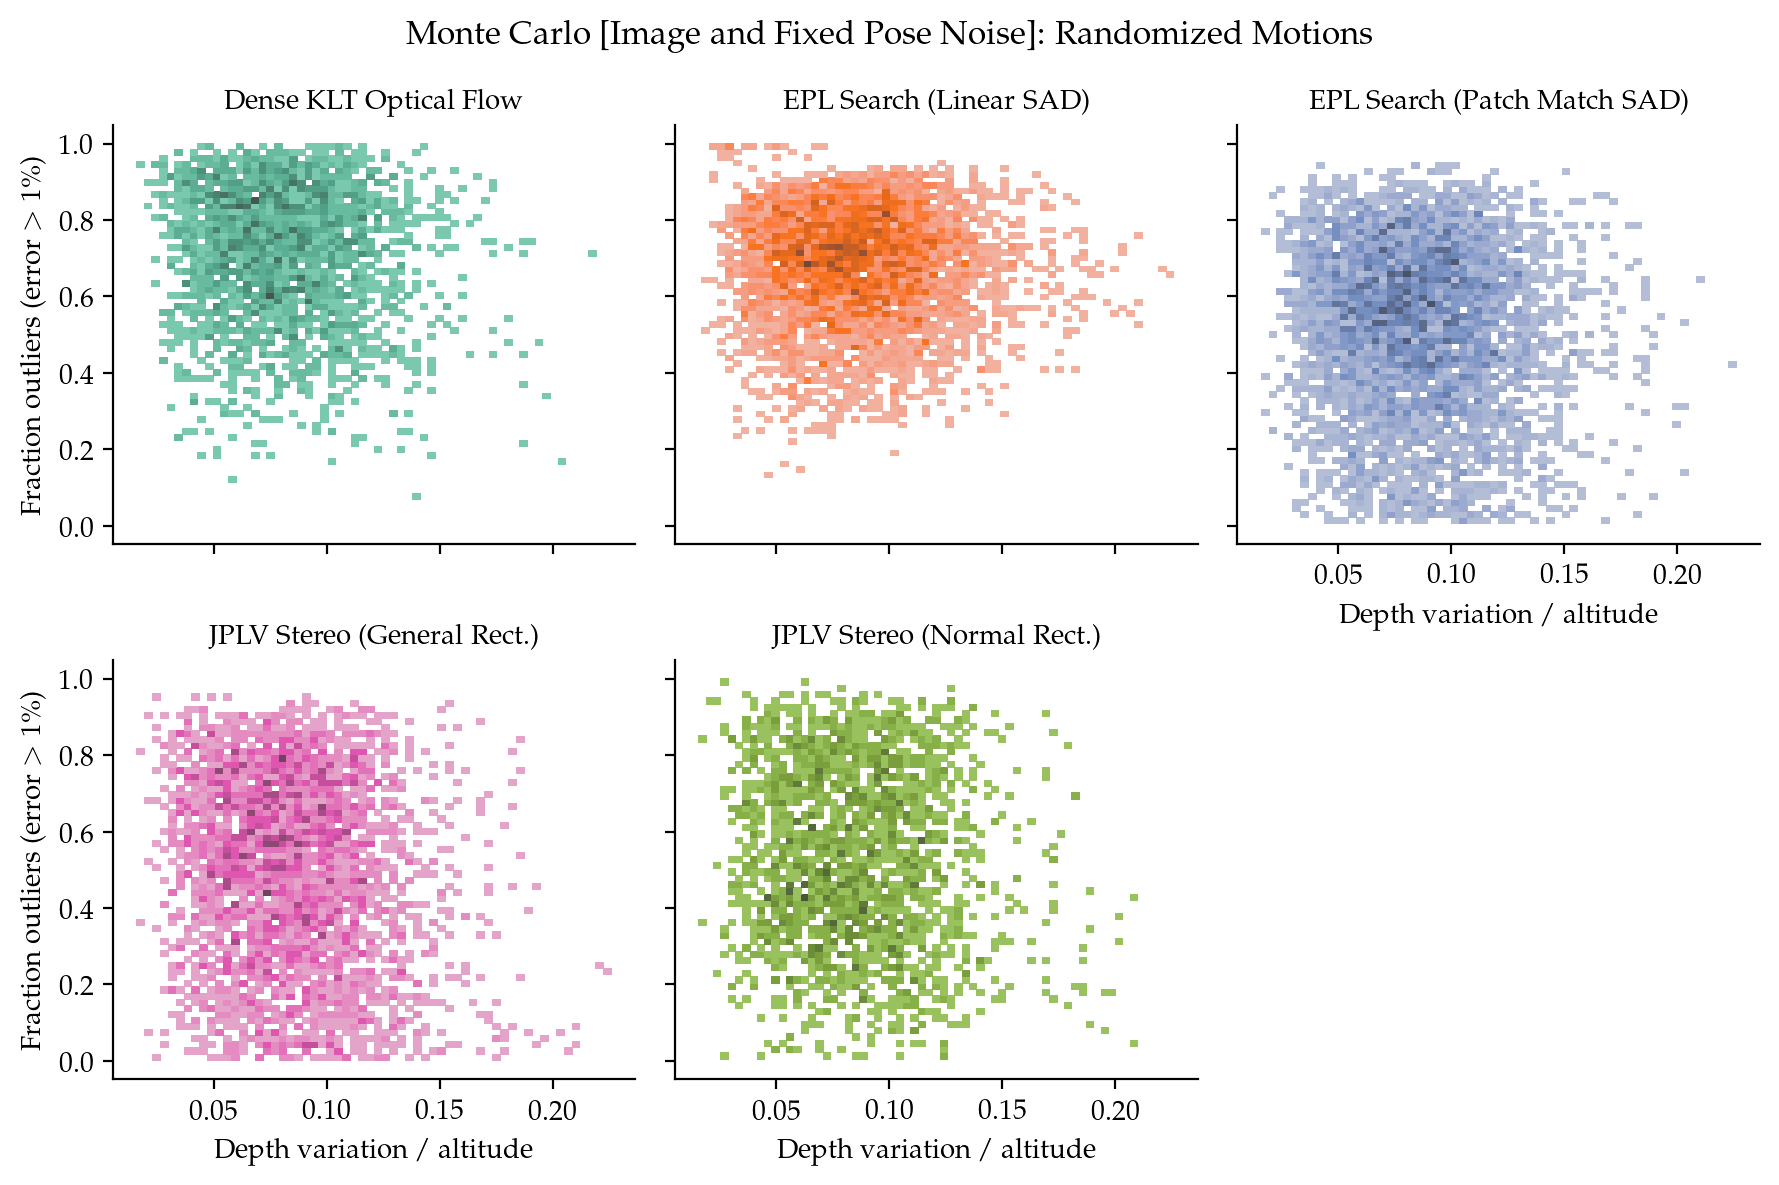 Monte Carlo [Image and Fixed Pose Noise]: Randomized Motions
Dense KLT Optical Flow
EPL Search (Linear SAD)
EPL Search (Patch Match SAD)
Fraction outliers (error > 1%)
1.0
0.8
0.6
0.4
0.2
0.0
0.05 0.10 0.15 0.20
Depth variation / altitude
JPLV Stereo (General Rect.)
JPLV Stereo (Normal Rect.)
Fraction outliers (error > 1%)
1.0
0.8
0.6
0.4
0.2
0.0
0.05 0.10 0.15 0.20
0.05 0.10 0.15 0.20
Depth variation / altitude
Depth variation / altitude